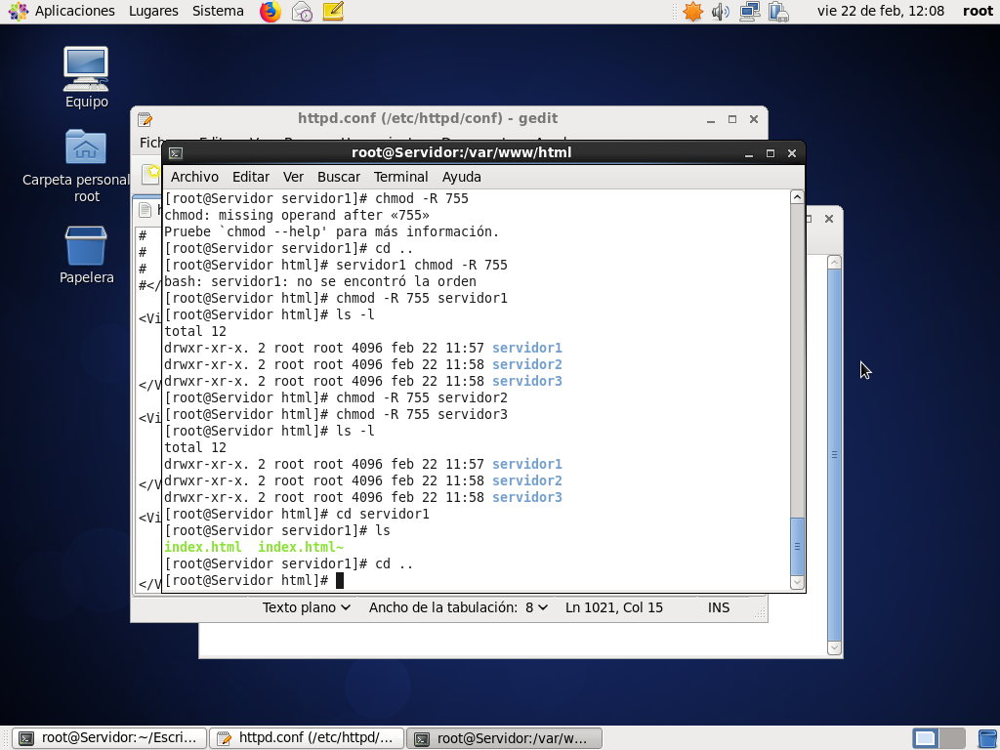 Aplicaciones Lugares Sistema vie 22 de feb, 12:08 root
Equipo
Carpeta personal
root
Papelera
httpd.conf (/etc/httpd/conf) - gedit
root@Servidor:/var/www/html
Archivo Editar Ver Buscar Terminal Ayuda
[root@Servidor servidor1]# chmod -R 755
chmod: missing operand after «755»
Pruebe `chmod --help' para más información.
[root@Servidor servidor1]# cd ..
[root@Servidor html]# servidor1 chmod -R 755
bash: servidor1: no se encontró la orden
[root@Servidor html]# chmod -R 755 servidor1
[root@Servidor html]# ls -l
total 12
drwxr-xr-x. 2 root root 4096 feb 22 11:57 servidor1
drwxr-xr-x. 2 root root 4096 feb 22 11:58 servidor2
drwxr-xr-x. 2 root root 4096 feb 22 11:58 servidor3
[root@Servidor html]# chmod -R 755 servidor2
[root@Servidor html]# chmod -R 755 servidor3
[root@Servidor html]# ls -l
total 12
drwxr-xr-x. 2 root root 4096 feb 22 11:57 servidor1
drwxr-xr-x. 2 root root 4096 feb 22 11:58 servidor2
drwxr-xr-x. 2 root root 4096 feb 22 11:58 servidor3
[root@Servidor html]# cd servidor1
[root@Servidor servidor1]# ls
index.html index.html~
[root@Servidor servidor1]# cd ..
[root@Servidor html]#
#
#
#
#</
<Vi
</V
<Vi
</V
<Vi
</V
Texto plano Ancho de la tabulación: 8 Ln 1021, Col 15 INS
root@Servidor:~/Escri... httpd.conf (/etc/httpd/... root@Servidor:/var/w...